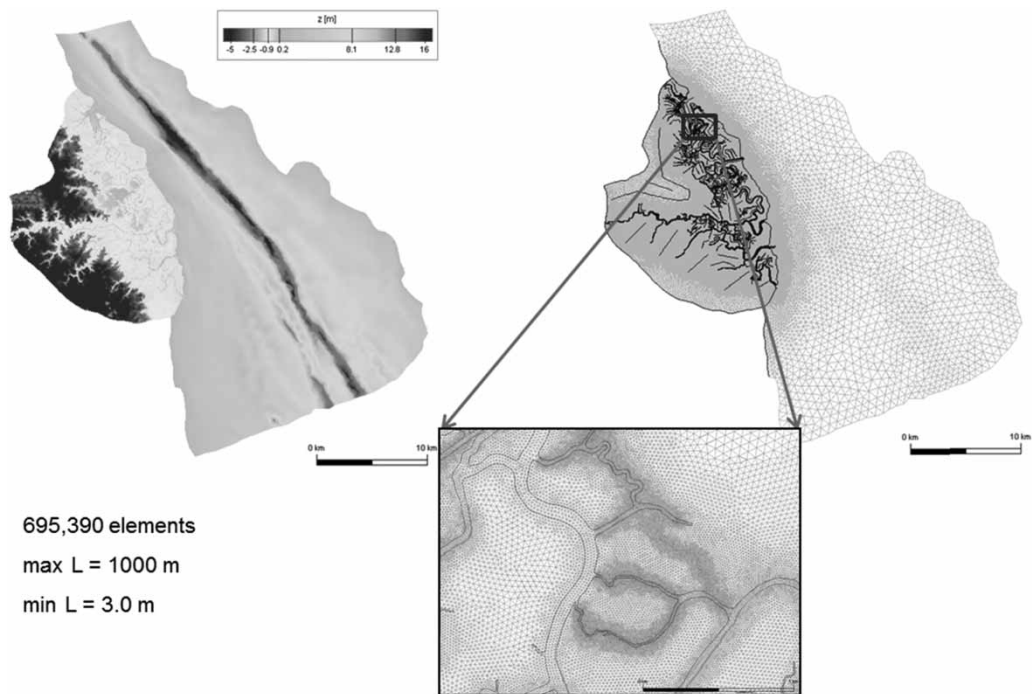 z [m]
-5 -2.5 -0.9 0.2 8.1 12.8 16
0 km 10 km
0 km 10 km
695,390 elements
max L = 1000 m
min L = 3.0 m